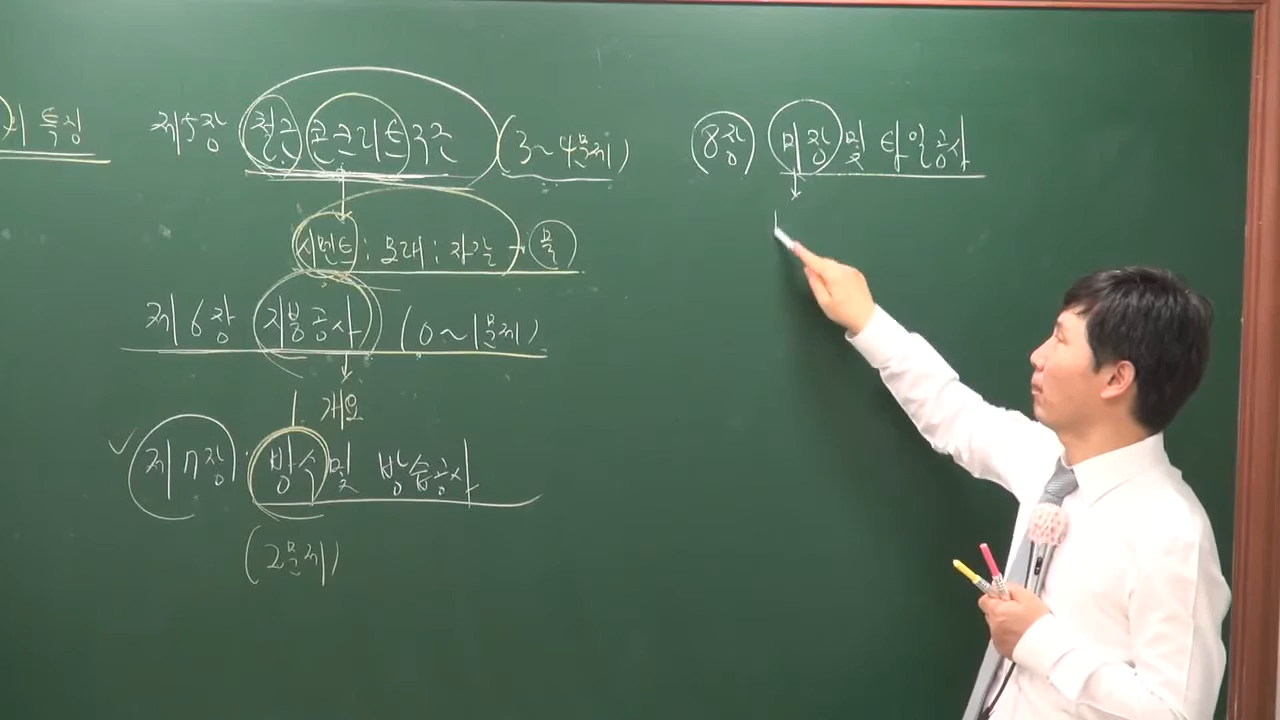 의 특징
제5장 철근콘크리트구조 (3~4문제)
시멘트 : 모래 : 자갈 - 물
제6장 지붕공사 (0~1문제)
1. 개요
제7장. 방수 및 방습공사
(2문제)
8장 미장 및 타일공사